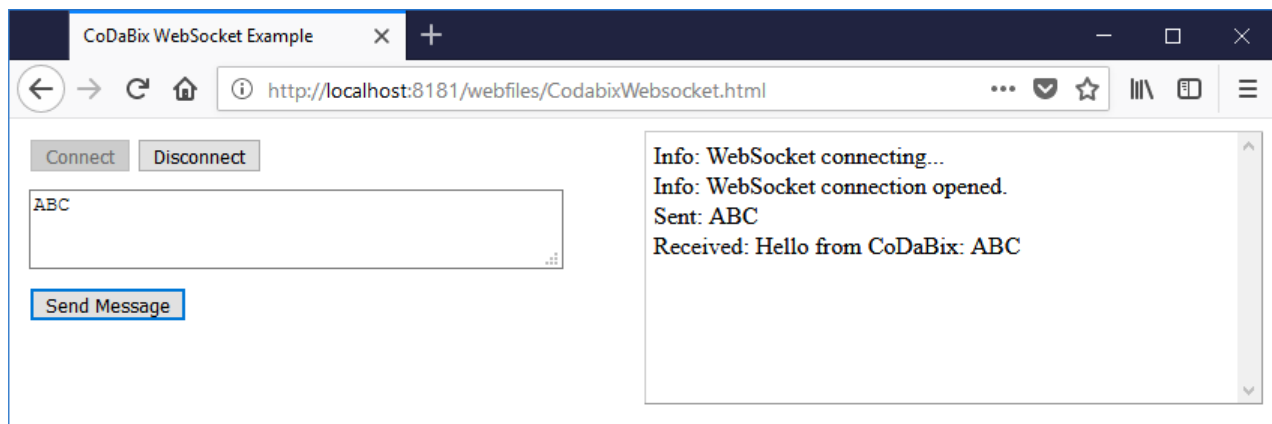 CoDaBix WebSocket Example
http://localhost:8181/webfiles/CodabixWebsocket.html
Connect Disconnect
ABC
Send Message
Info: WebSocket connecting...
Info: WebSocket connection opened.
Sent: ABC
Received: Hello from CoDaBix: ABC